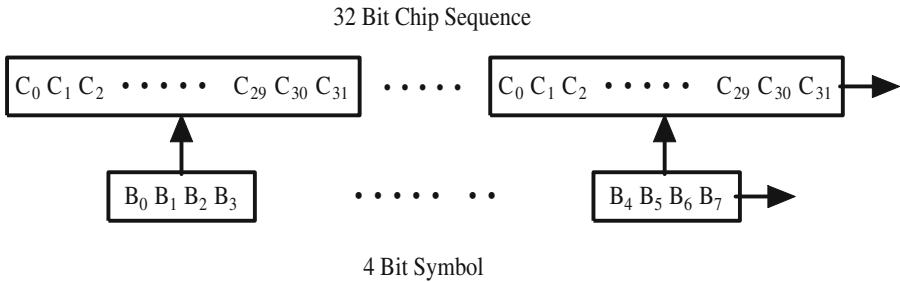 32 Bit Chip Sequence
C₀ C₁ C₂ • • • • • C₂₉ C₃₀ C₃₁ • • • • • C₀ C₁ C₂ • • • • • C₂₉ C₃₀ C₃₁
B₀ B₁ B₂ B₃ • • • • • • • B₄ B₅ B₆ B₇
4 Bit Symbol